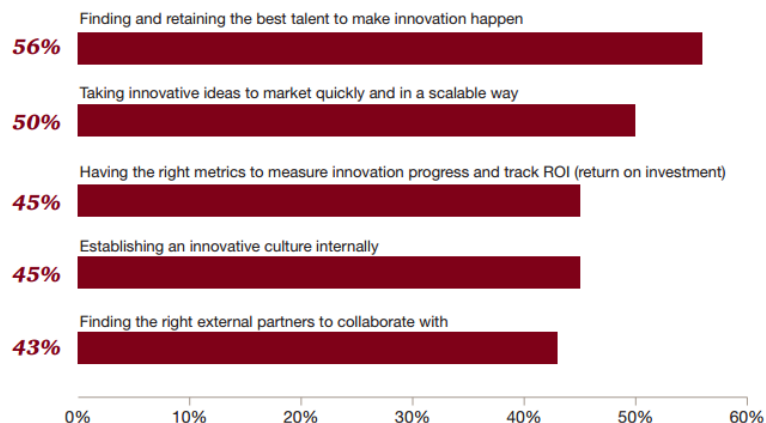 Finding and retaining the best talent to make innovation happen
56%
Taking innovative ideas to market quickly and in a scalable way
50%
Having the right metrics to measure innovation progress and track ROI (return on investment)
45%
Establishing an innovative culture internally
45%
Finding the right external partners to collaborate with
43%
0% 10% 20% 30% 40% 50% 60%